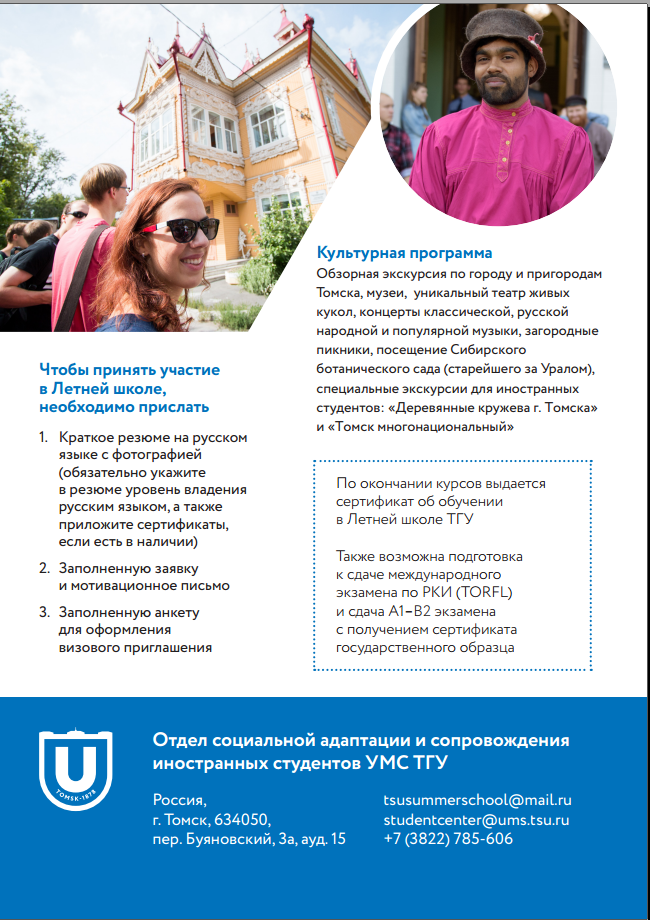 Культурная программа
Обзорная экскурсия по городу и пригородам
Томска, музеи, уникальный театр живых
кукол, концерты классической, русской
народной и популярной музыки, загородные
пикники, посещение Сибирского
ботанического сада (старейшего за Уралом),
специальные экскурсии для иностранных
студентов: «Деревянные кружева г. Томска»
и «Томск многонациональный»
Чтобы принять участие
в Летней школе,
необходимо прислать
1. Краткое резюме на русском
языке с фотографией
(обязательно укажите
в резюме уровень владения
русским языком, а также
приложите сертификаты,
если есть в наличии)
2. Заполненную заявку
и мотивационное письмо
3. Заполненную анкету
для оформления
визового приглашения
По окончании курсов выдается
сертификат об обучении
в Летней школе ТГУ
Также возможна подготовка
к сдаче международного
экзамена по РКИ (TORFL)
и сдача А1–В2 экзамена
с получением сертификата
государственного образца
U
TOMSK·1878
Отдел социальной адаптации и сопровождения
иностранных студентов УМС ТГУ
Россия,
г. Томск, 634050,
пер. Буяновский, 3а, ауд. 15
tsusummerschool@mail.ru
studentcenter@ums.tsu.ru
+7 (3822) 785-606